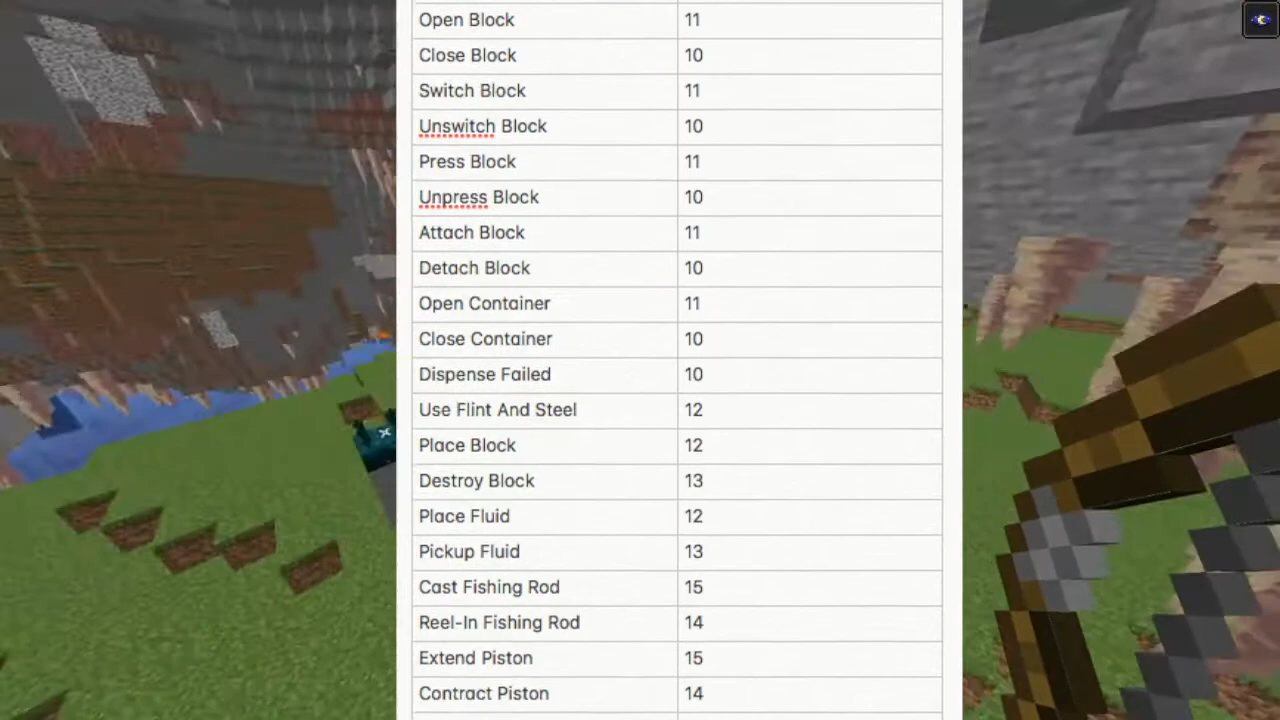 Open Block 11
Close Block 10
Switch Block 11
Unswitch Block 10
Press Block 11
Unpress Block 10
Attach Block 11
Detach Block 10
Open Container 11
Close Container 10
Dispense Failed 10
Use Flint And Steel 12
Place Block 12
Destroy Block 13
Place Fluid 12
Pickup Fluid 13
Cast Fishing Rod 15
Reel-In Fishing Rod 14
Extend Piston 15
Contract Piston 14